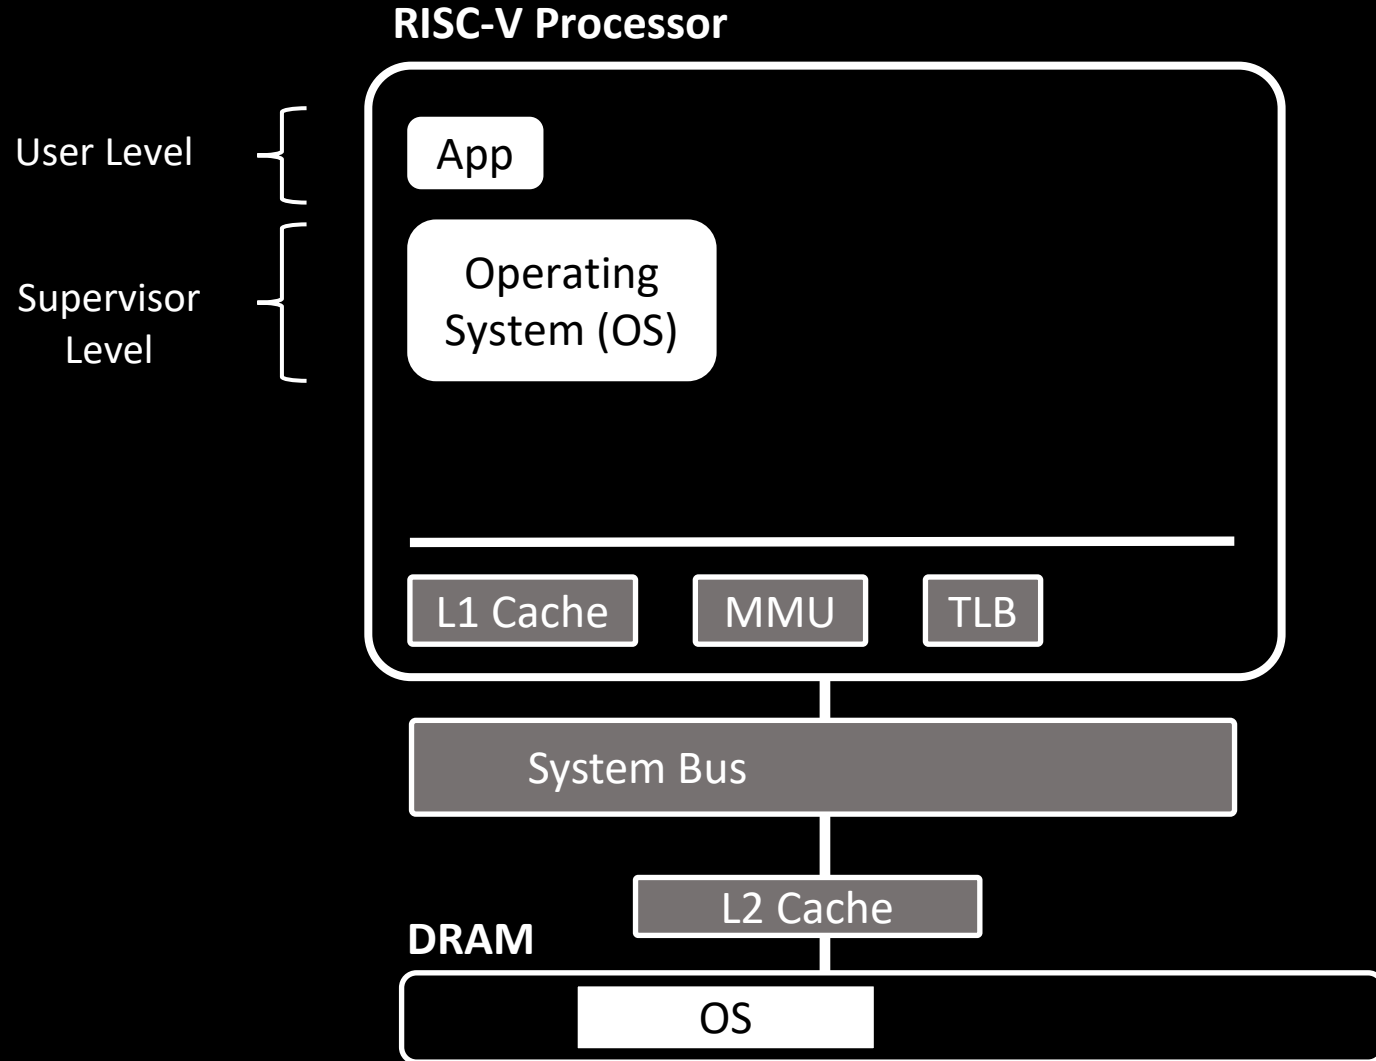 RISC-V Processor
User Level
App
Supervisor
Level
Operating
System (OS)
L1 Cache
MMU
TLB
System Bus
L2 Cache
DRAM
OS